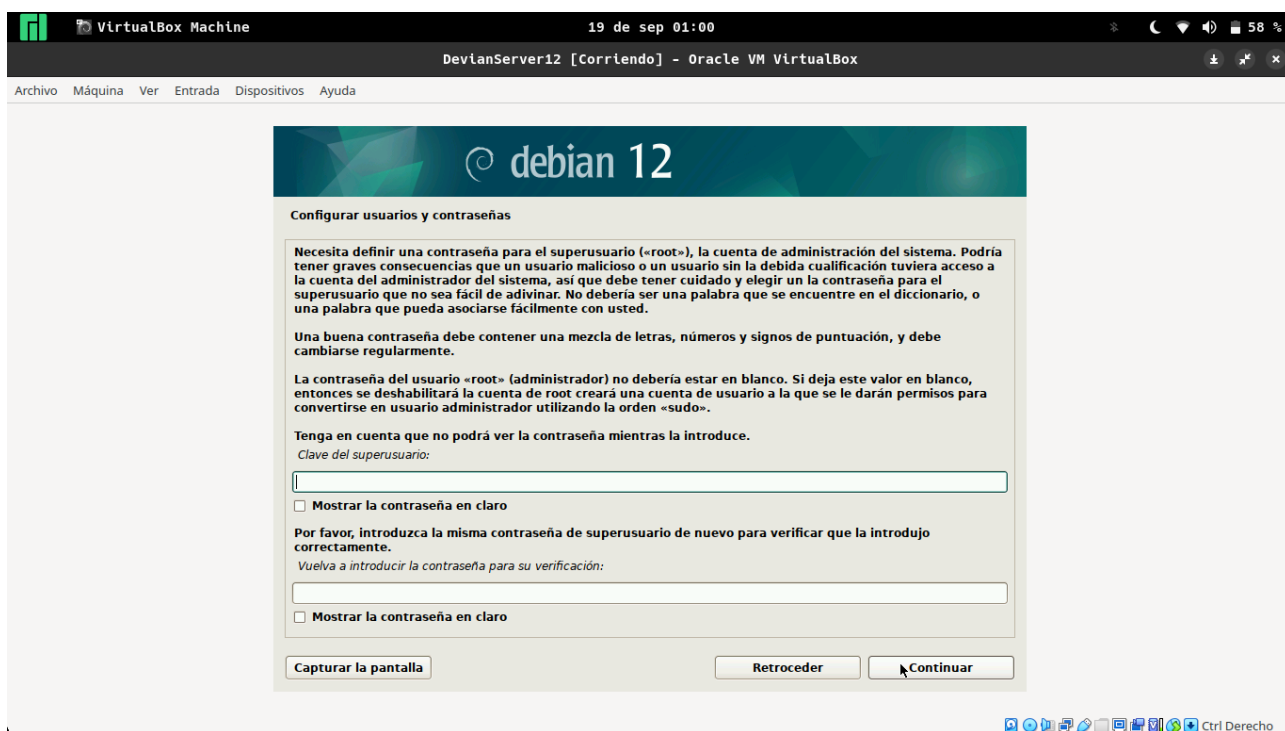 VirtualBox Machine
19 de sep 01:00
58 %
DevianServer12 [Corriendo] - Oracle VM VirtualBox
Archivo Máquina Ver Entrada Dispositivos Ayuda
debian 12
Configurar usuarios y contraseñas
Necesita definir una contraseña para el superusuario («root»), la cuenta de administración del sistema. Podría
tener graves consecuencias que un usuario malicioso o un usuario sin la debida cualificación tuviera acceso a
la cuenta del administrador del sistema, así que debe tener cuidado y elegir un la contraseña para el
superusuario que no sea fácil de adivinar. No debería ser una palabra que se encuentre en el diccionario, o
una palabra que pueda asociarse fácilmente con usted.
Una buena contraseña debe contener una mezcla de letras, números y signos de puntuación, y debe
cambiarse regularmente.
La contraseña del usuario «root» (administrador) no debería estar en blanco. Si deja este valor en blanco,
entonces se deshabilitará la cuenta de root creará una cuenta de usuario a la que se le darán permisos para
convertirse en usuario administrador utilizando la orden «sudo».
Tenga en cuenta que no podrá ver la contraseña mientras la introduce.
Clave del superusuario:
Mostrar la contraseña en claro
Por favor, introduzca la misma contraseña de superusuario de nuevo para verificar que la introdujo
correctamente.
Vuelva a introducir la contraseña para su verificación:
Mostrar la contraseña en claro
Capturar la pantalla
Retroceder
Continuar
Ctrl Derecho